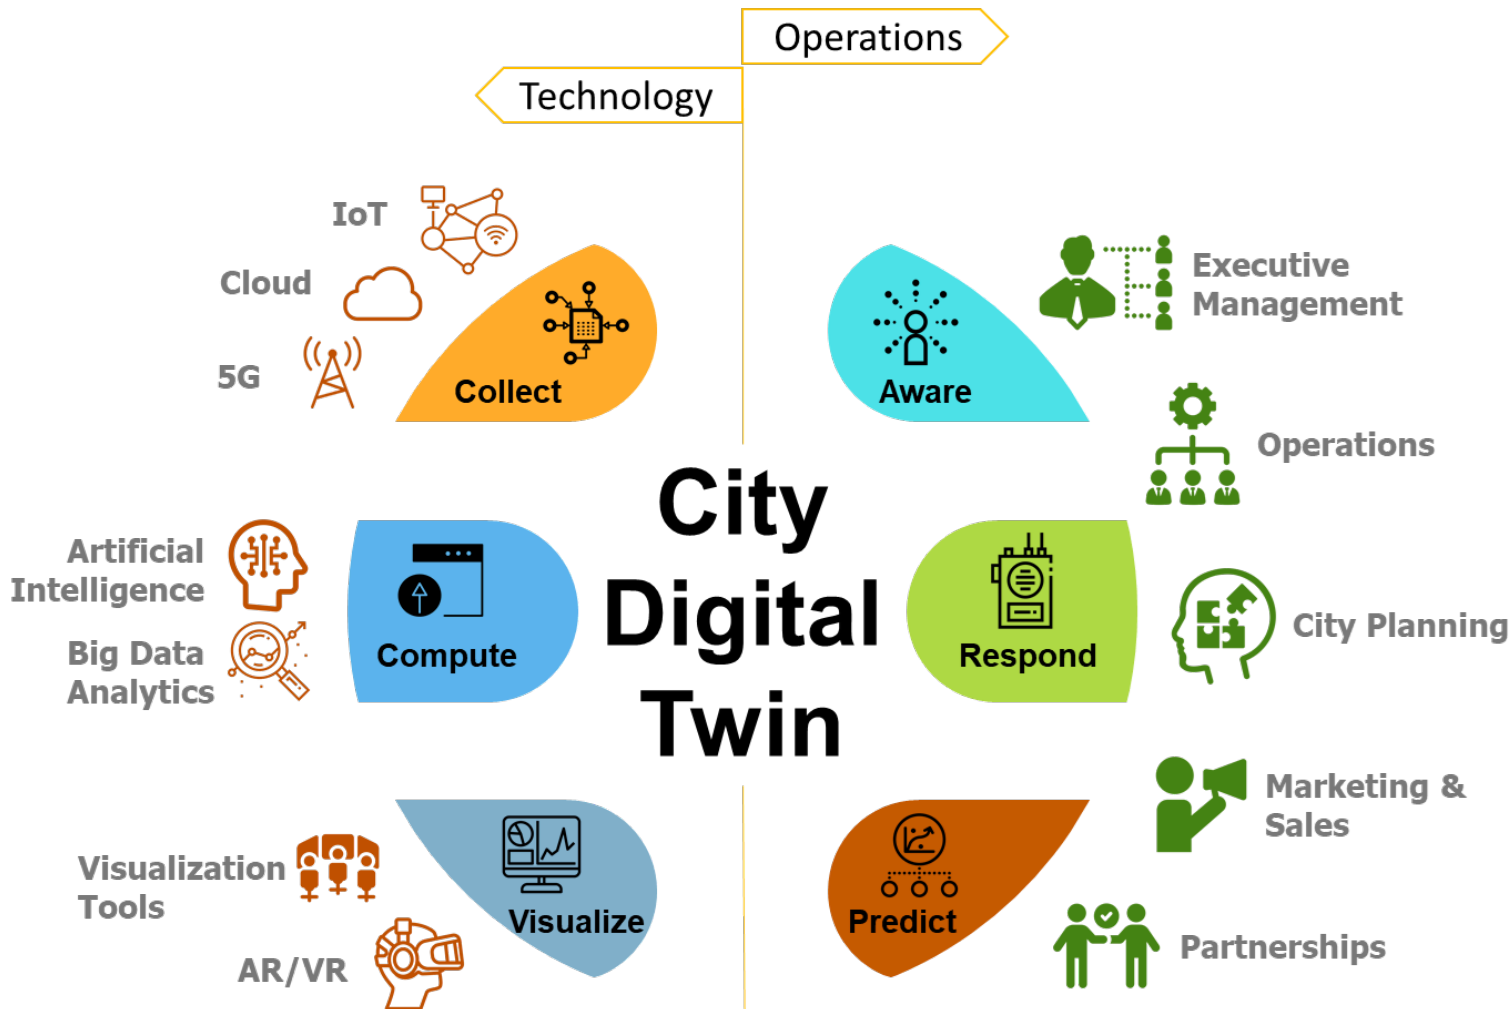 Operations
Technology
IoT
Cloud
5G
Collect
Artificial
Intelligence
Big Data
Analytics
Compute
Visualization
Tools
AR/VR
Visualize
City
Digital
Twin
Aware
Executive
Management
Operations
Respond
City Planning
Predict
Marketing &
Sales
Partnerships